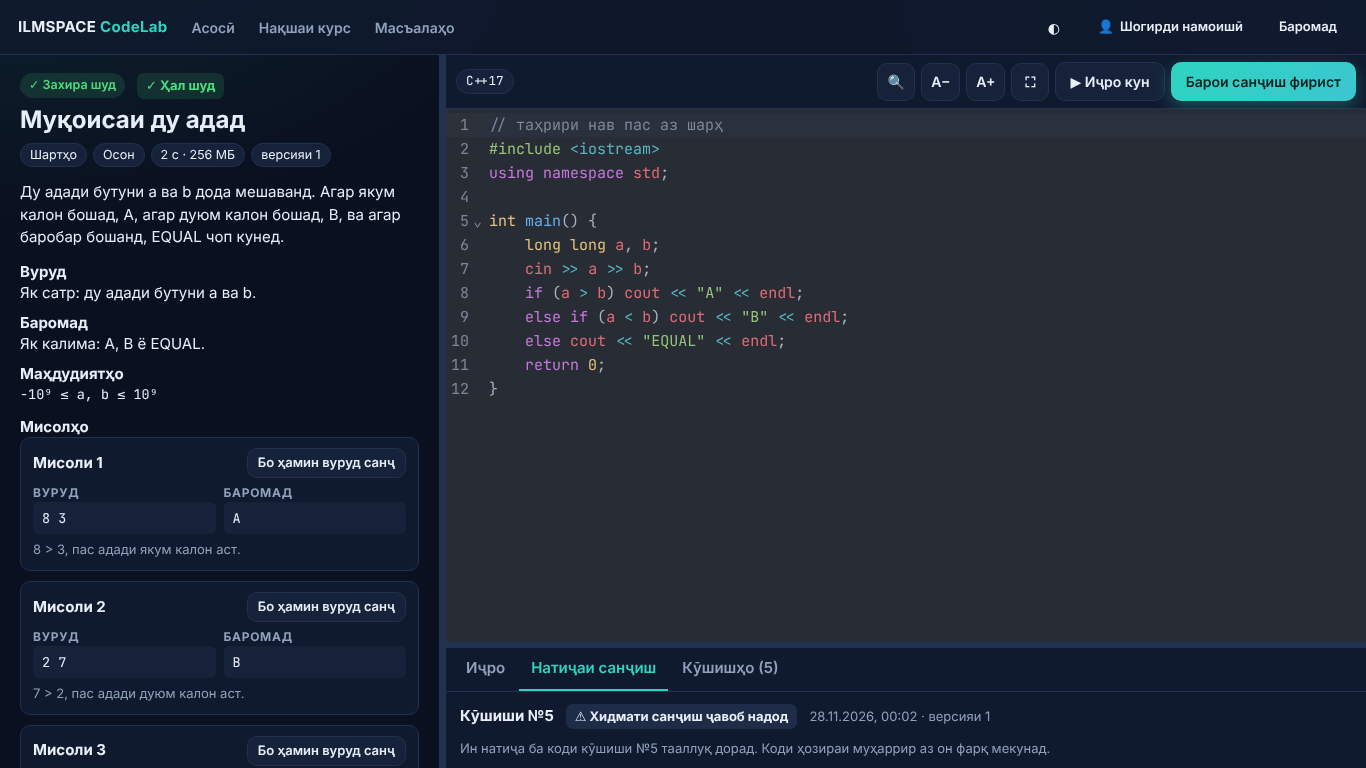 ILMSPACE CodeLab Асосӣ Нақшаи курс Масъалаҳо Шогирди намоишӣ Баромад
✓ Захира шуд ✓ Ҳал шуд
Муқоисаи ду адад
Шартҳо Осон 2 с · 256 МБ версияи 1
Ду адади бутуни a ва b дода мешаванд. Агар якум
калон бошад, A, агар дуюм калон бошад, B, ва агар
баробар бошанд, EQUAL чоп кунед.
Вуруд
Як сатр: ду адади бутуни a ва b.
Баромад
Як калима: A, B ё EQUAL.
Маҳдудиятҳо
-10⁹ ≤ a, b ≤ 10⁹
Мисолҳо
Мисоли 1 Бо ҳамин вуруд санҷ
ВУРУД БАРОМАД
8 3 A
8 > 3, пас адади якум калон аст.
Мисоли 2 Бо ҳамин вуруд санҷ
ВУРУД БАРОМАД
2 7 B
7 > 2, пас адади дуюм калон аст.
Мисоли 3 Бо ҳамин вуруд санҷ
C++17 A− A+ ▶ Иҷро кун Барои санҷиш фирист
1 // таҳрири нав пас аз шарҳ
2 #include <iostream>
3 using namespace std;
4
5 int main() {
6 long long a, b;
7 cin >> a >> b;
8 if (a > b) cout << "A" << endl;
9 else if (a < b) cout << "B" << endl;
10 else cout << "EQUAL" << endl;
11 return 0;
12 }
Иҷро Натиҷаи санҷиш Кӯшишҳо (5)
Кӯшиши №5 ⚠ Хидмати санҷиш ҷавоб надод 28.11.2026, 00:02 · версияи 1
Ин натиҷа ба коди кӯшиши №5 тааллуқ дорад. Коди ҳозираи муҳаррир аз он фарқ мекунад.